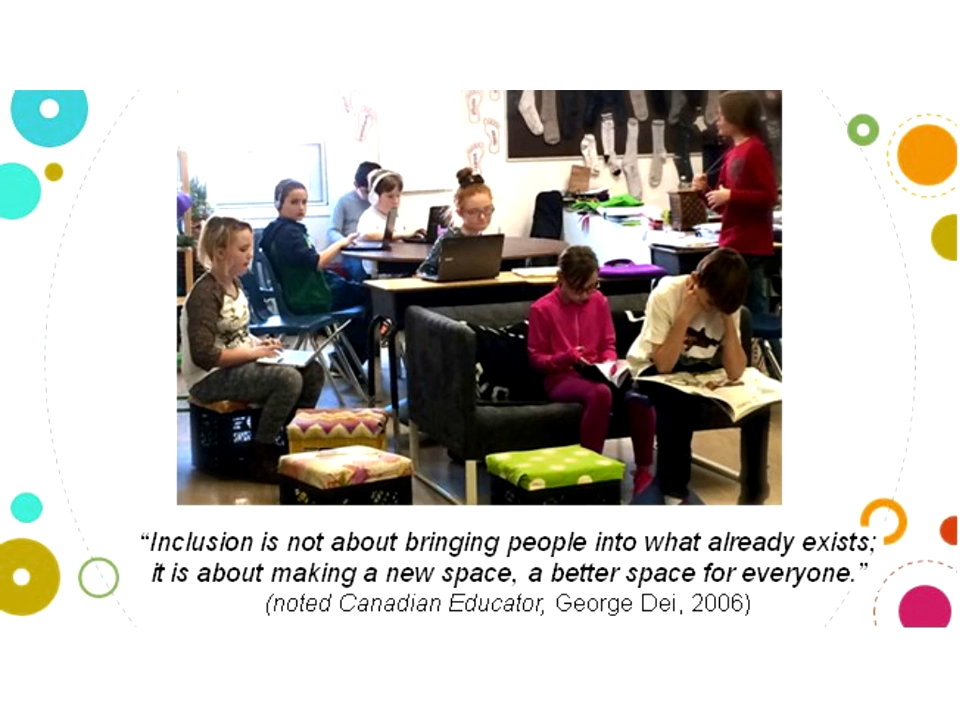 “Inclusion is not about bringing people into what already exists;
it is about making a new space, a better space for everyone.”
(noted Canadian Educator, George Dei, 2006)